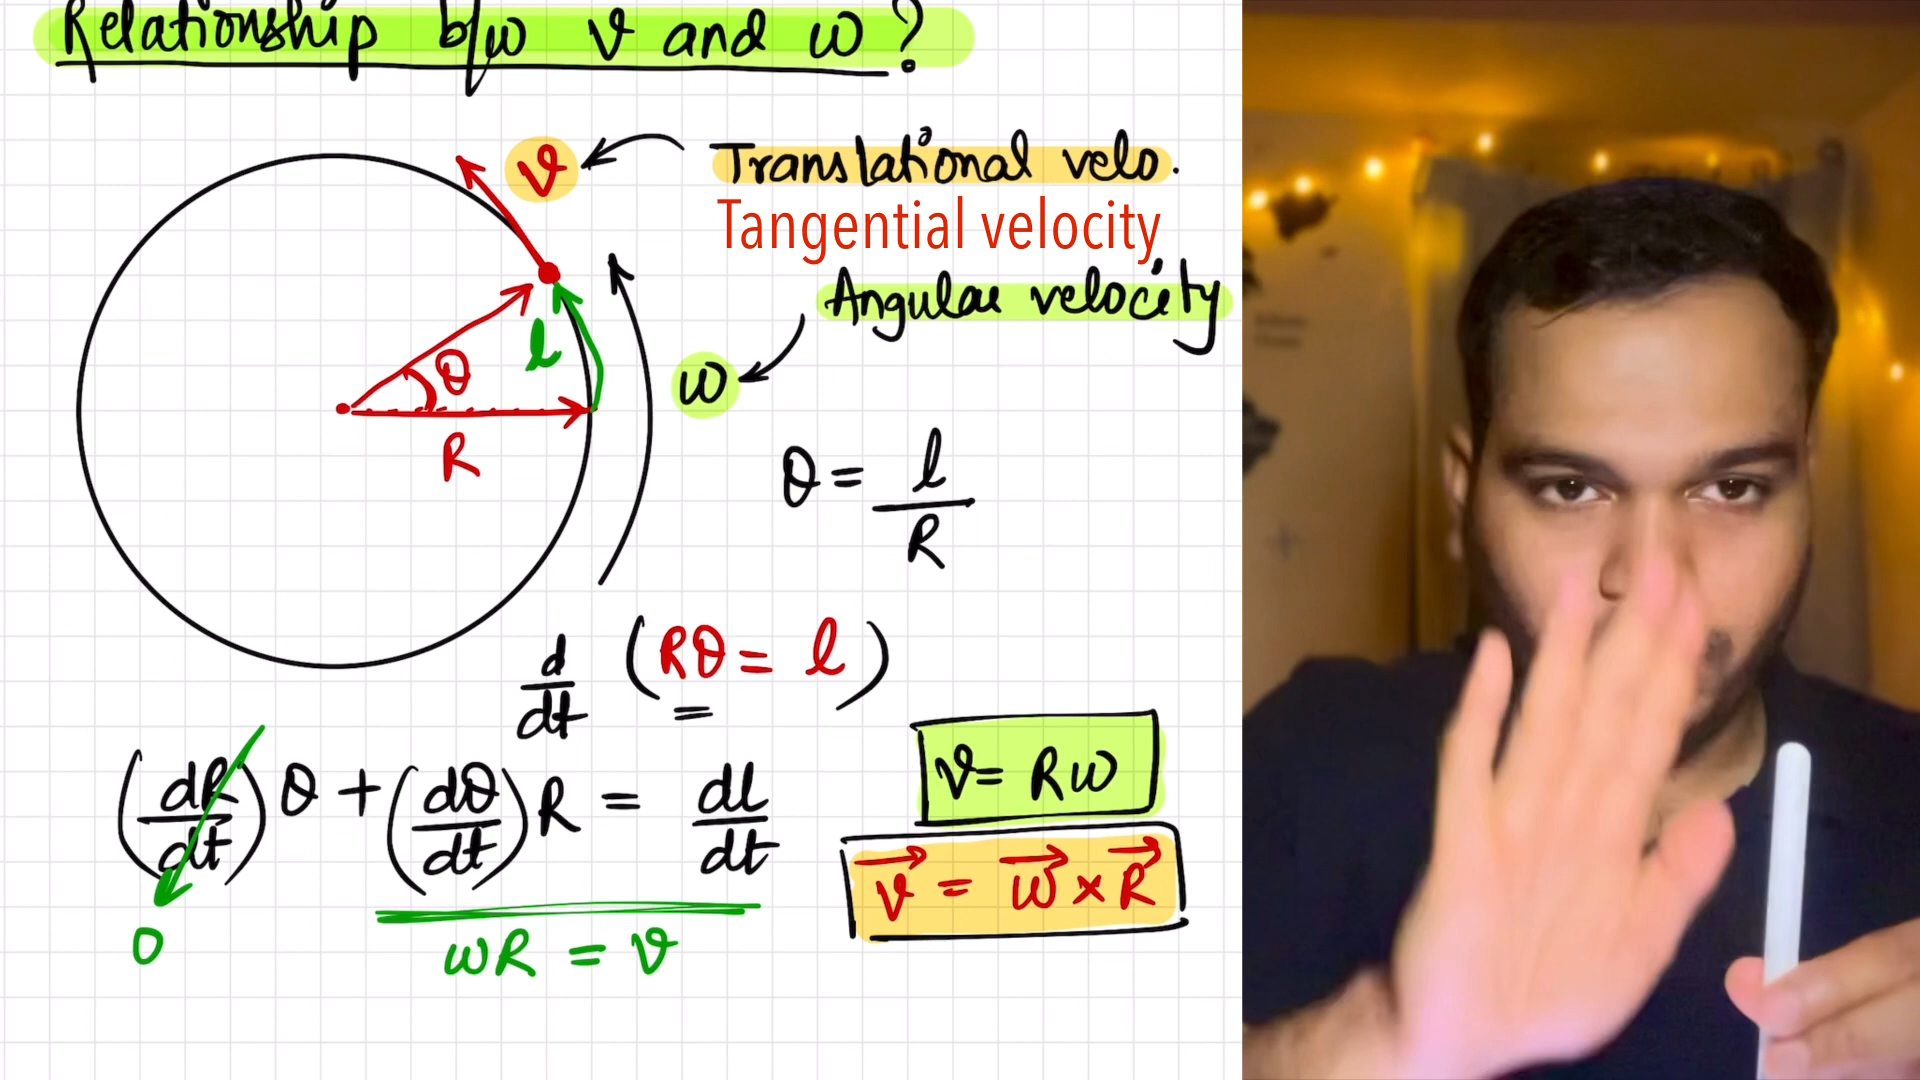 Relationship b/w v and ω ?
v
Translational velo.
Tangential velocity
Angular velocity
l
θ
ω
R
θ = l/R
d/dt (Rθ = l)
=
(dR/dt) θ + (dθ/dt) R = dl/dt
v = Rω
0
ωR = v
v⃗ = ω⃗ × R⃗